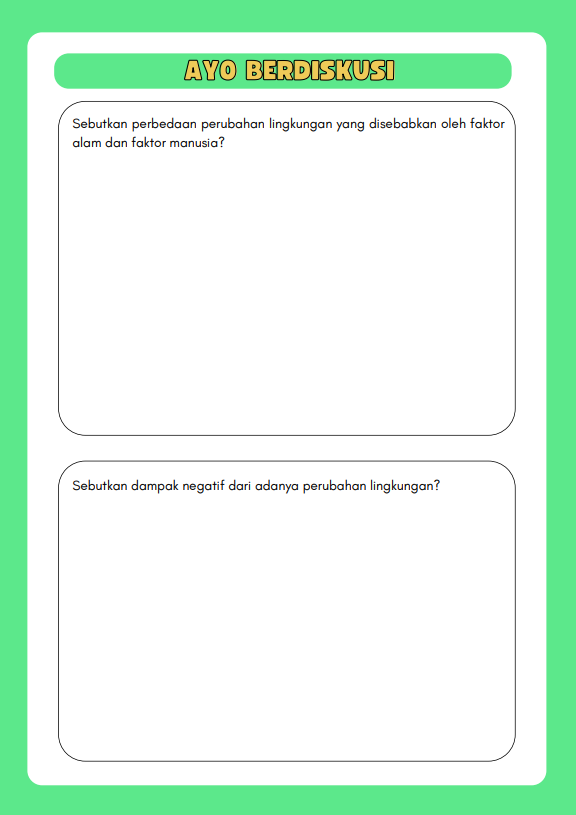 AYO BERDISKUSI
Sebutkan perbedaan perubahan lingkungan yang disebabkan oleh faktor
alam dan faktor manusia?
Sebutkan dampak negatif dari adanya perubahan lingkungan?